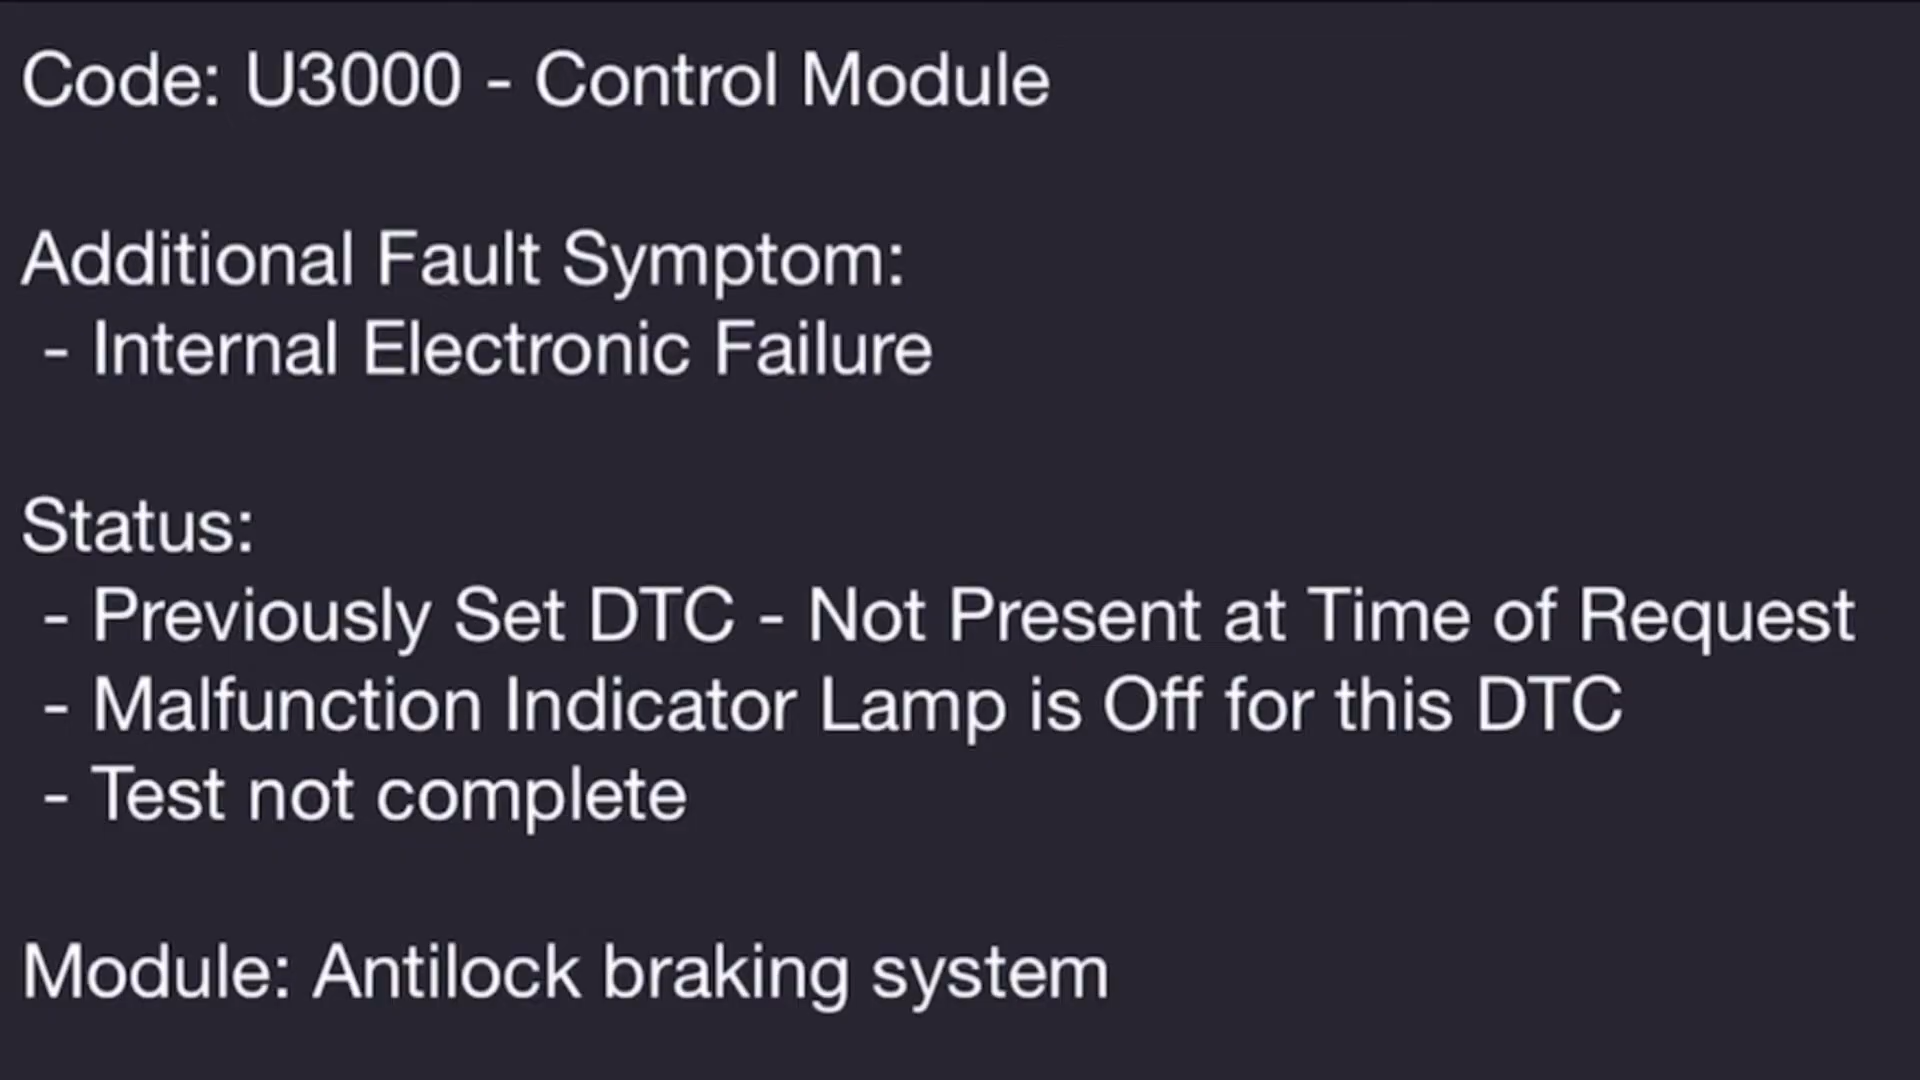 Code: U3000 - Control Module
Additional Fault Symptom:
- Internal Electronic Failure
Status:
- Previously Set DTC - Not Present at Time of Request
- Malfunction Indicator Lamp is Off for this DTC
- Test not complete
Module: Antilock braking system